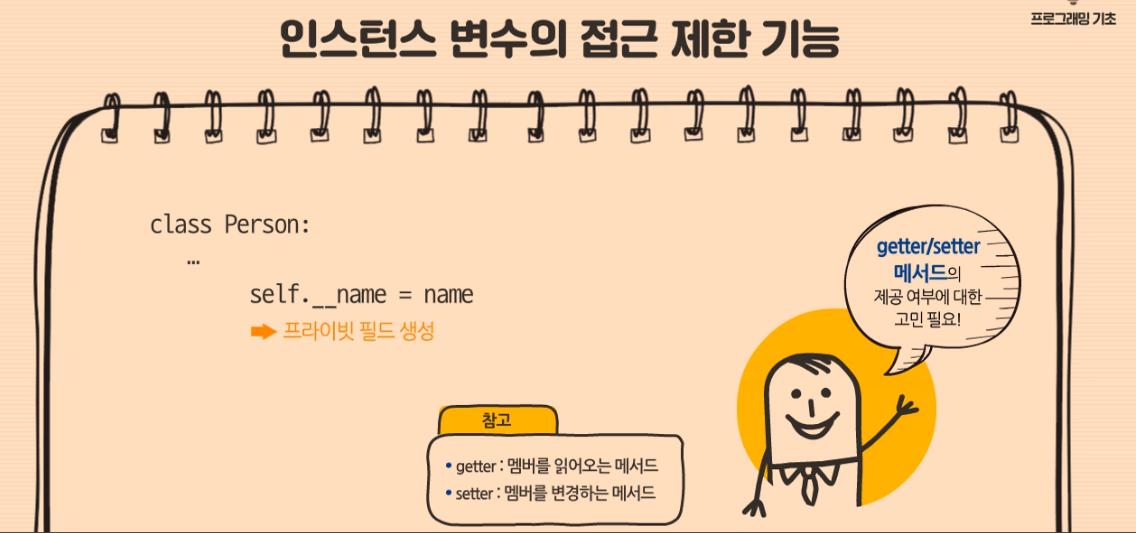 프로그래밍 기초
인스턴스 변수의 접근 제한 기능
class Person:
…
self.__name = name
프라이빗 필드 생성
getter/setter
메서드의
제공 여부에 대한
고민 필요!
참고
• getter : 멤버를 읽어오는 메서드
• setter : 멤버를 변경하는 메서드